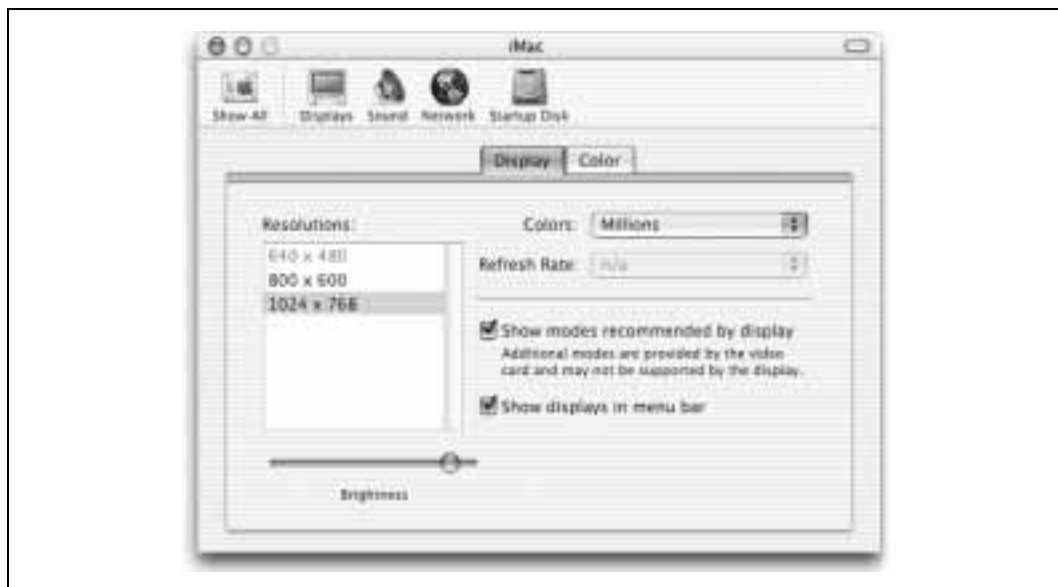 iMac
Show All Displays Sound Network Startup Disk
Display Color
Resolutions:
640 x 480
800 x 600
1024 x 768
Colors: Millions
Refresh Rate: n/a
Show modes recommended by display
Additional modes are provided by the video
card and may not be supported by the display.
Show displays in menu bar
Brightness